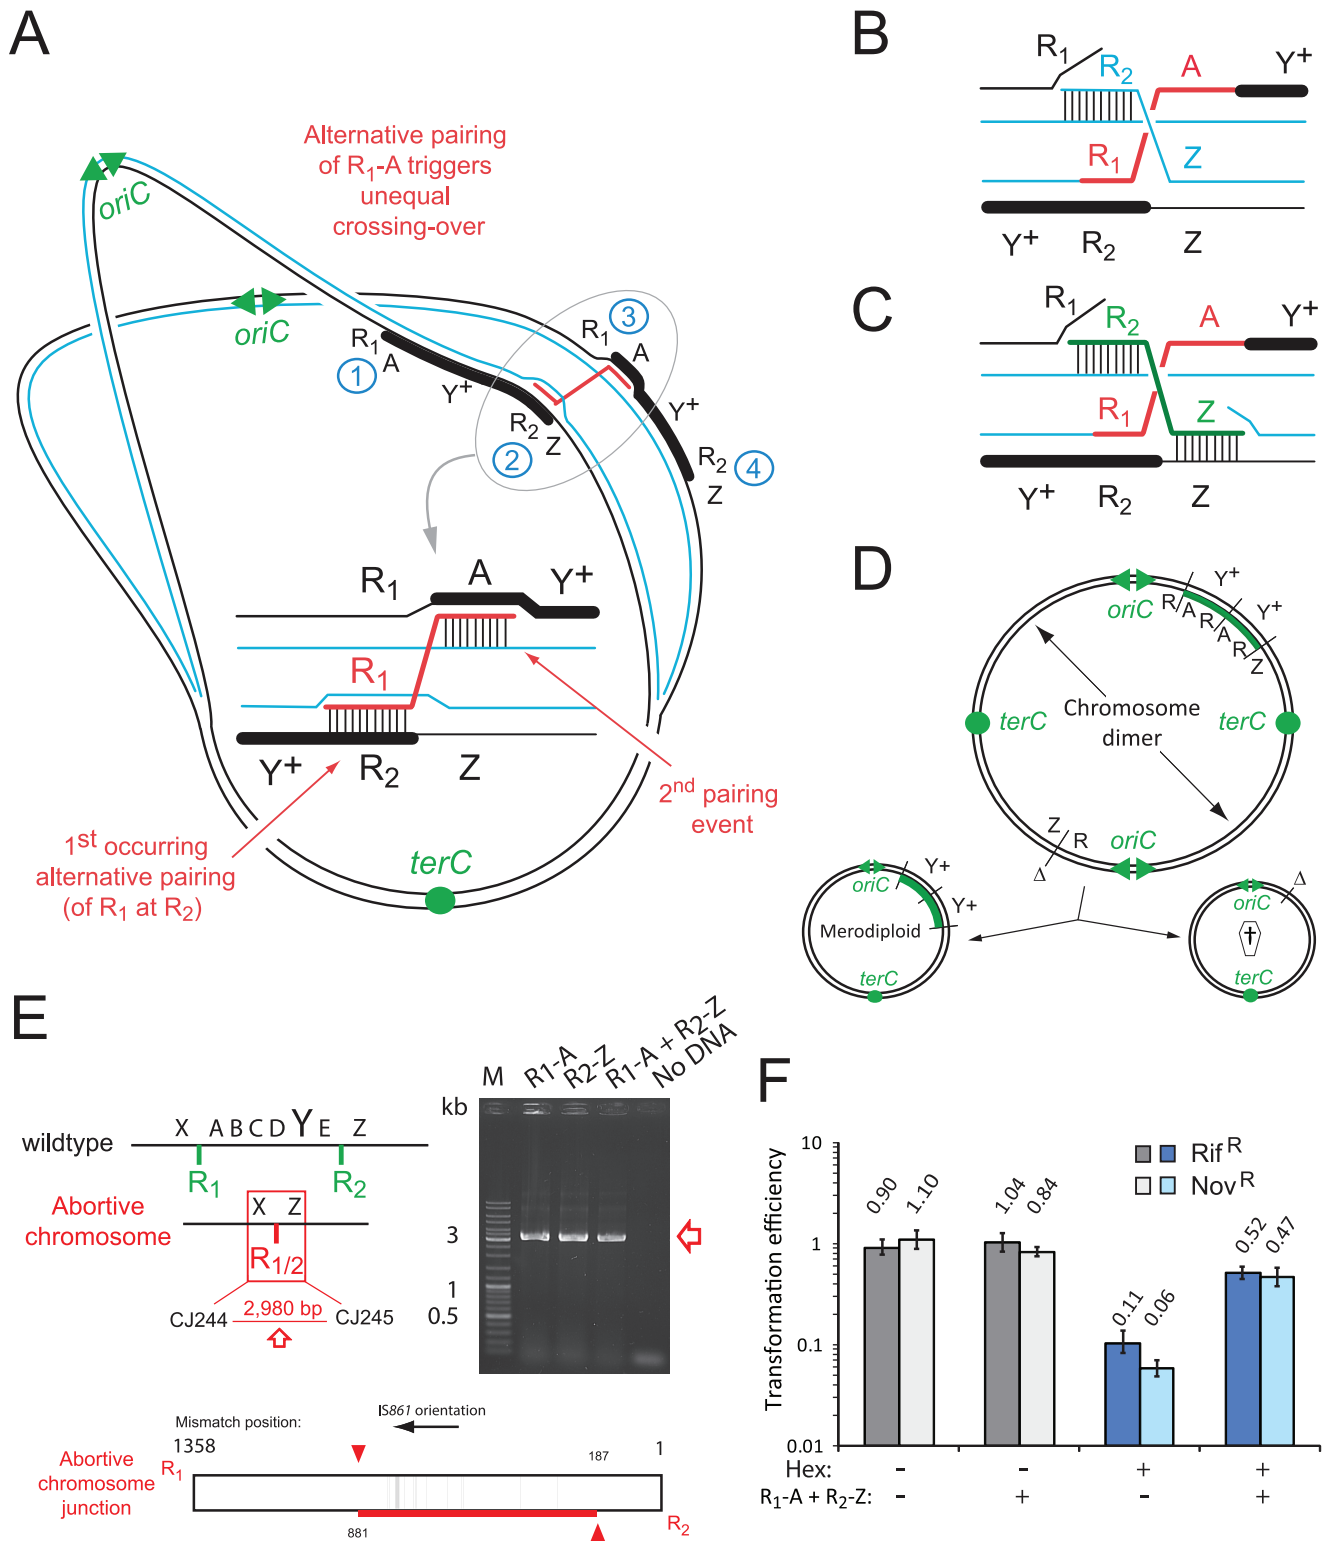 A
Alternative pairing
of R1-A triggers
unequal
crossing-over
oriC
oriC
R1
A
1
Y+
R2
Z
2
R1
3
A
Y+
R2
4
Z
R1
A
Y+
R1
Y+
R2
Z
1st occurring
alternative pairing
(of R1 at R2)
2nd pairing
event
terC
B
R1
R2
A
Y+
R1
Z
Y+
R2
Z
C
R1
R2
A
Y+
R1
Z
Y+
R2
Z
D
oriC
Y+
R
A
R
A
Y+
R
Z
terC
Chromosome
dimer
terC
Z
R
Δ
oriC
oriC
Y+
Y+
Merodiploid
terC
Δ
oriC
terC
E
wildtype
X A B C D Y E Z
R1
R2
Abortive
chromosome
X Z
R1/2
CJ244
2,980 bp
CJ245
kb
M
R1-A
R2-Z
R1-A + R2-Z
No DNA
3
1
0.5
Mismatch position:
IS861 orientation
1358
187
1
R1
Abortive
chromosome
junction
881
R2
F
Transformation efficiency
10
1
0.1
0.01
Rif R
Nov R
0.90
1.10
1.04
0.84
0.11
0.06
0.52
0.47
Hex: - - + +
R1-A + R2-Z: - + - +